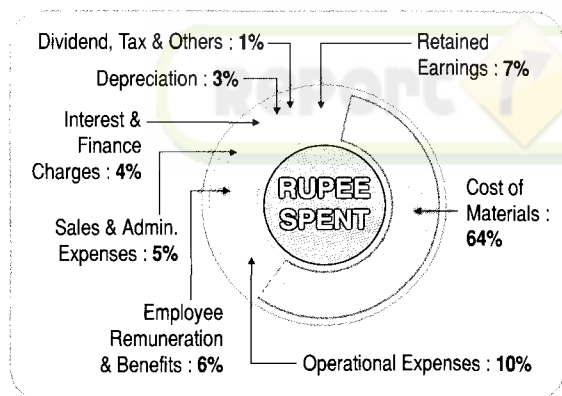 Dividend, Tax & Others : 1%
Retained
Earnings : 7%
Depreciation : 3%
Interest &
Finance
Charges : 4%
Sales & Admin.
Expenses : 5%
Employee
Remuneration
& Benefits : 6%
Operational Expenses : 10%
Cost of
Materials :
64%
RUPEE
SPENT
RepoRt